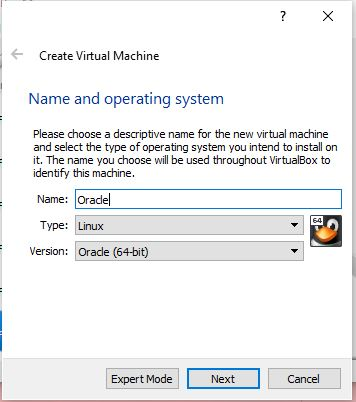 ?
Create Virtual Machine
Name and operating system
Please choose a descriptive name for the new virtual machine
and select the type of operating system you intend to install on
it. The name you choose will be used throughout VirtualBox to
identify this machine.
Name: Oracle
Type: Linux
64
Version: Oracle (64-bit)
Expert Mode Next Cancel